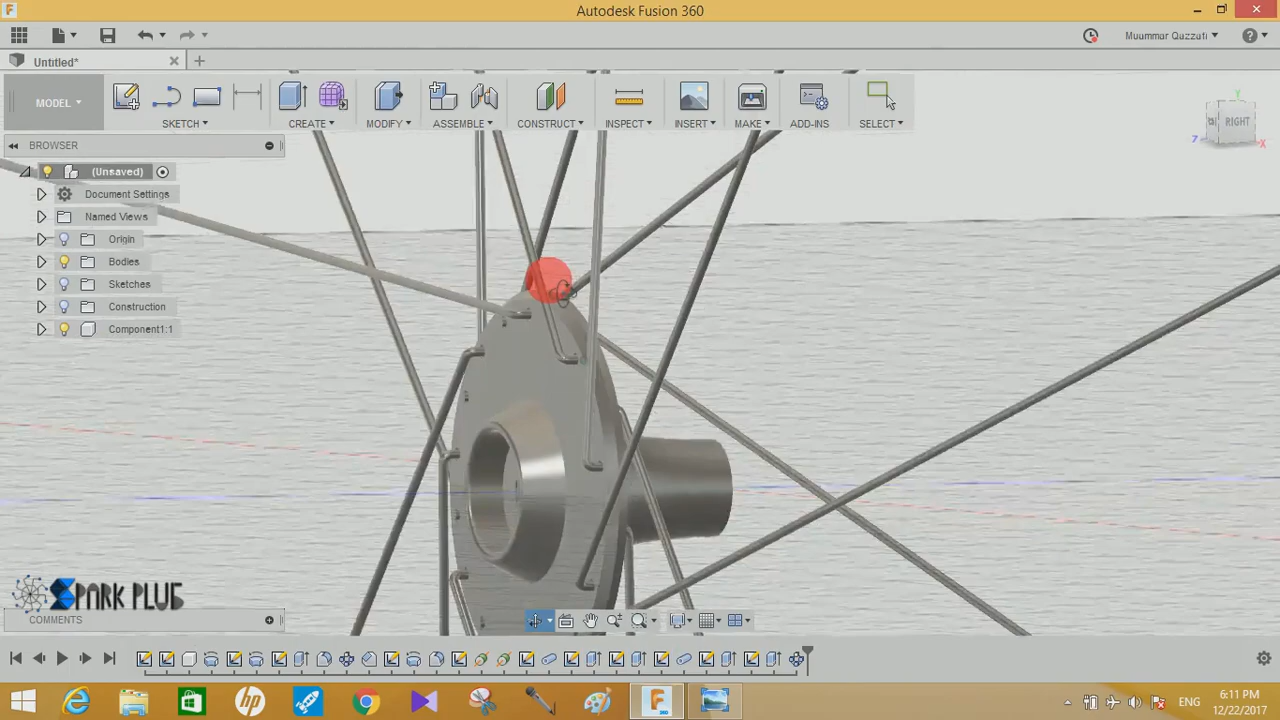 Autodesk Fusion 360
Muummar Qazzafi
Untitled*
MODEL
SKETCH
CREATE
MODIFY
ASSEMBLE
CONSTRUCT
INSPECT
INSERT
MAKE
ADD-INS
SELECT
RIGHT
Z
X
Y
BROWSER
(Unsaved)
Document Settings
Named Views
Origin
Bodies
Sketches
Construction
Component1:1
SPARK PLUG
COMMENTS
ENG
6:11 PM
12/22/2017